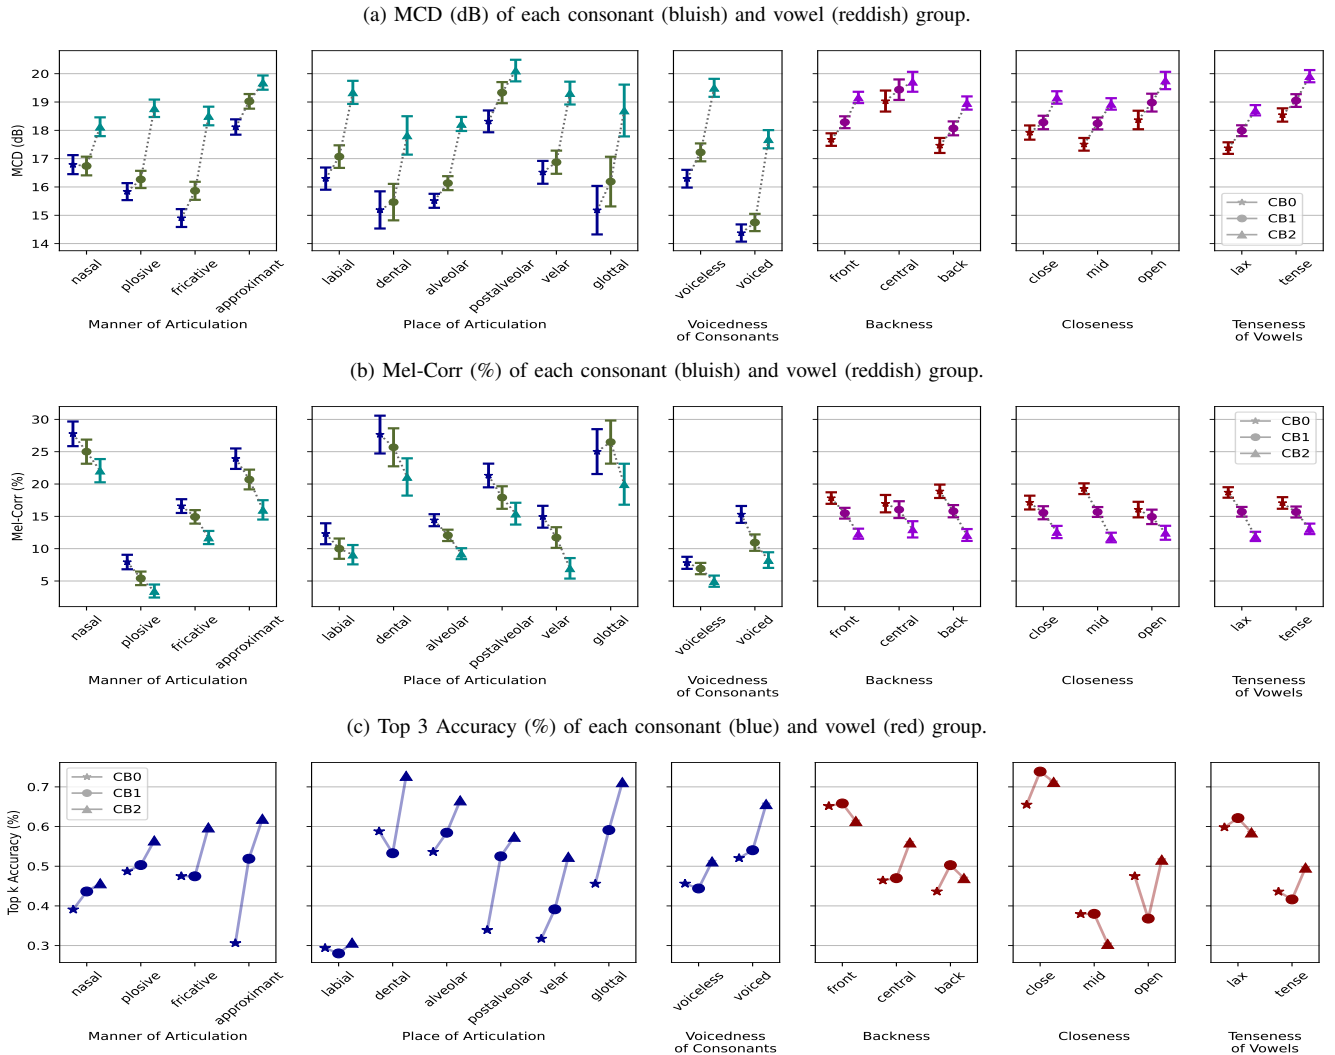 (a) MCD (dB) of each consonant (bluish) and vowel (reddish) group.
MCD (dB)
20
19
18
17
16
15
14
nasal
plosive
fricative
approximant
Manner of Articulation
labial
dental
alveolar
postalveolar
velar
glottal
Place of Articulation
voiceless
voiced
Voicedness
of Consonants
front
central
back
Backness
close
mid
open
Closeness
CB0
CB1
CB2
lax
tense
Tenseness
of Vowels
(b) Mel-Corr (%) of each consonant (bluish) and vowel (reddish) group.
Mel-Corr (%)
30
25
20
15
10
5
nasal
plosive
fricative
approximant
Manner of Articulation
labial
dental
alveolar
postalveolar
velar
glottal
Place of Articulation
voiceless
voiced
Voicedness
of Consonants
front
central
back
Backness
close
mid
open
Closeness
CB0
CB1
CB2
lax
tense
Tenseness
of Vowels
(c) Top 3 Accuracy (%) of each consonant (blue) and vowel (red) group.
Top k Accuracy (%)
0.7
0.6
0.5
0.4
0.3
CB0
CB1
CB2
nasal
plosive
fricative
approximant
Manner of Articulation
labial
dental
alveolar
postalveolar
velar
glottal
Place of Articulation
voiceless
voiced
Voicedness
of Consonants
front
central
back
Backness
close
mid
open
Closeness
lax
tense
Tenseness
of Vowels